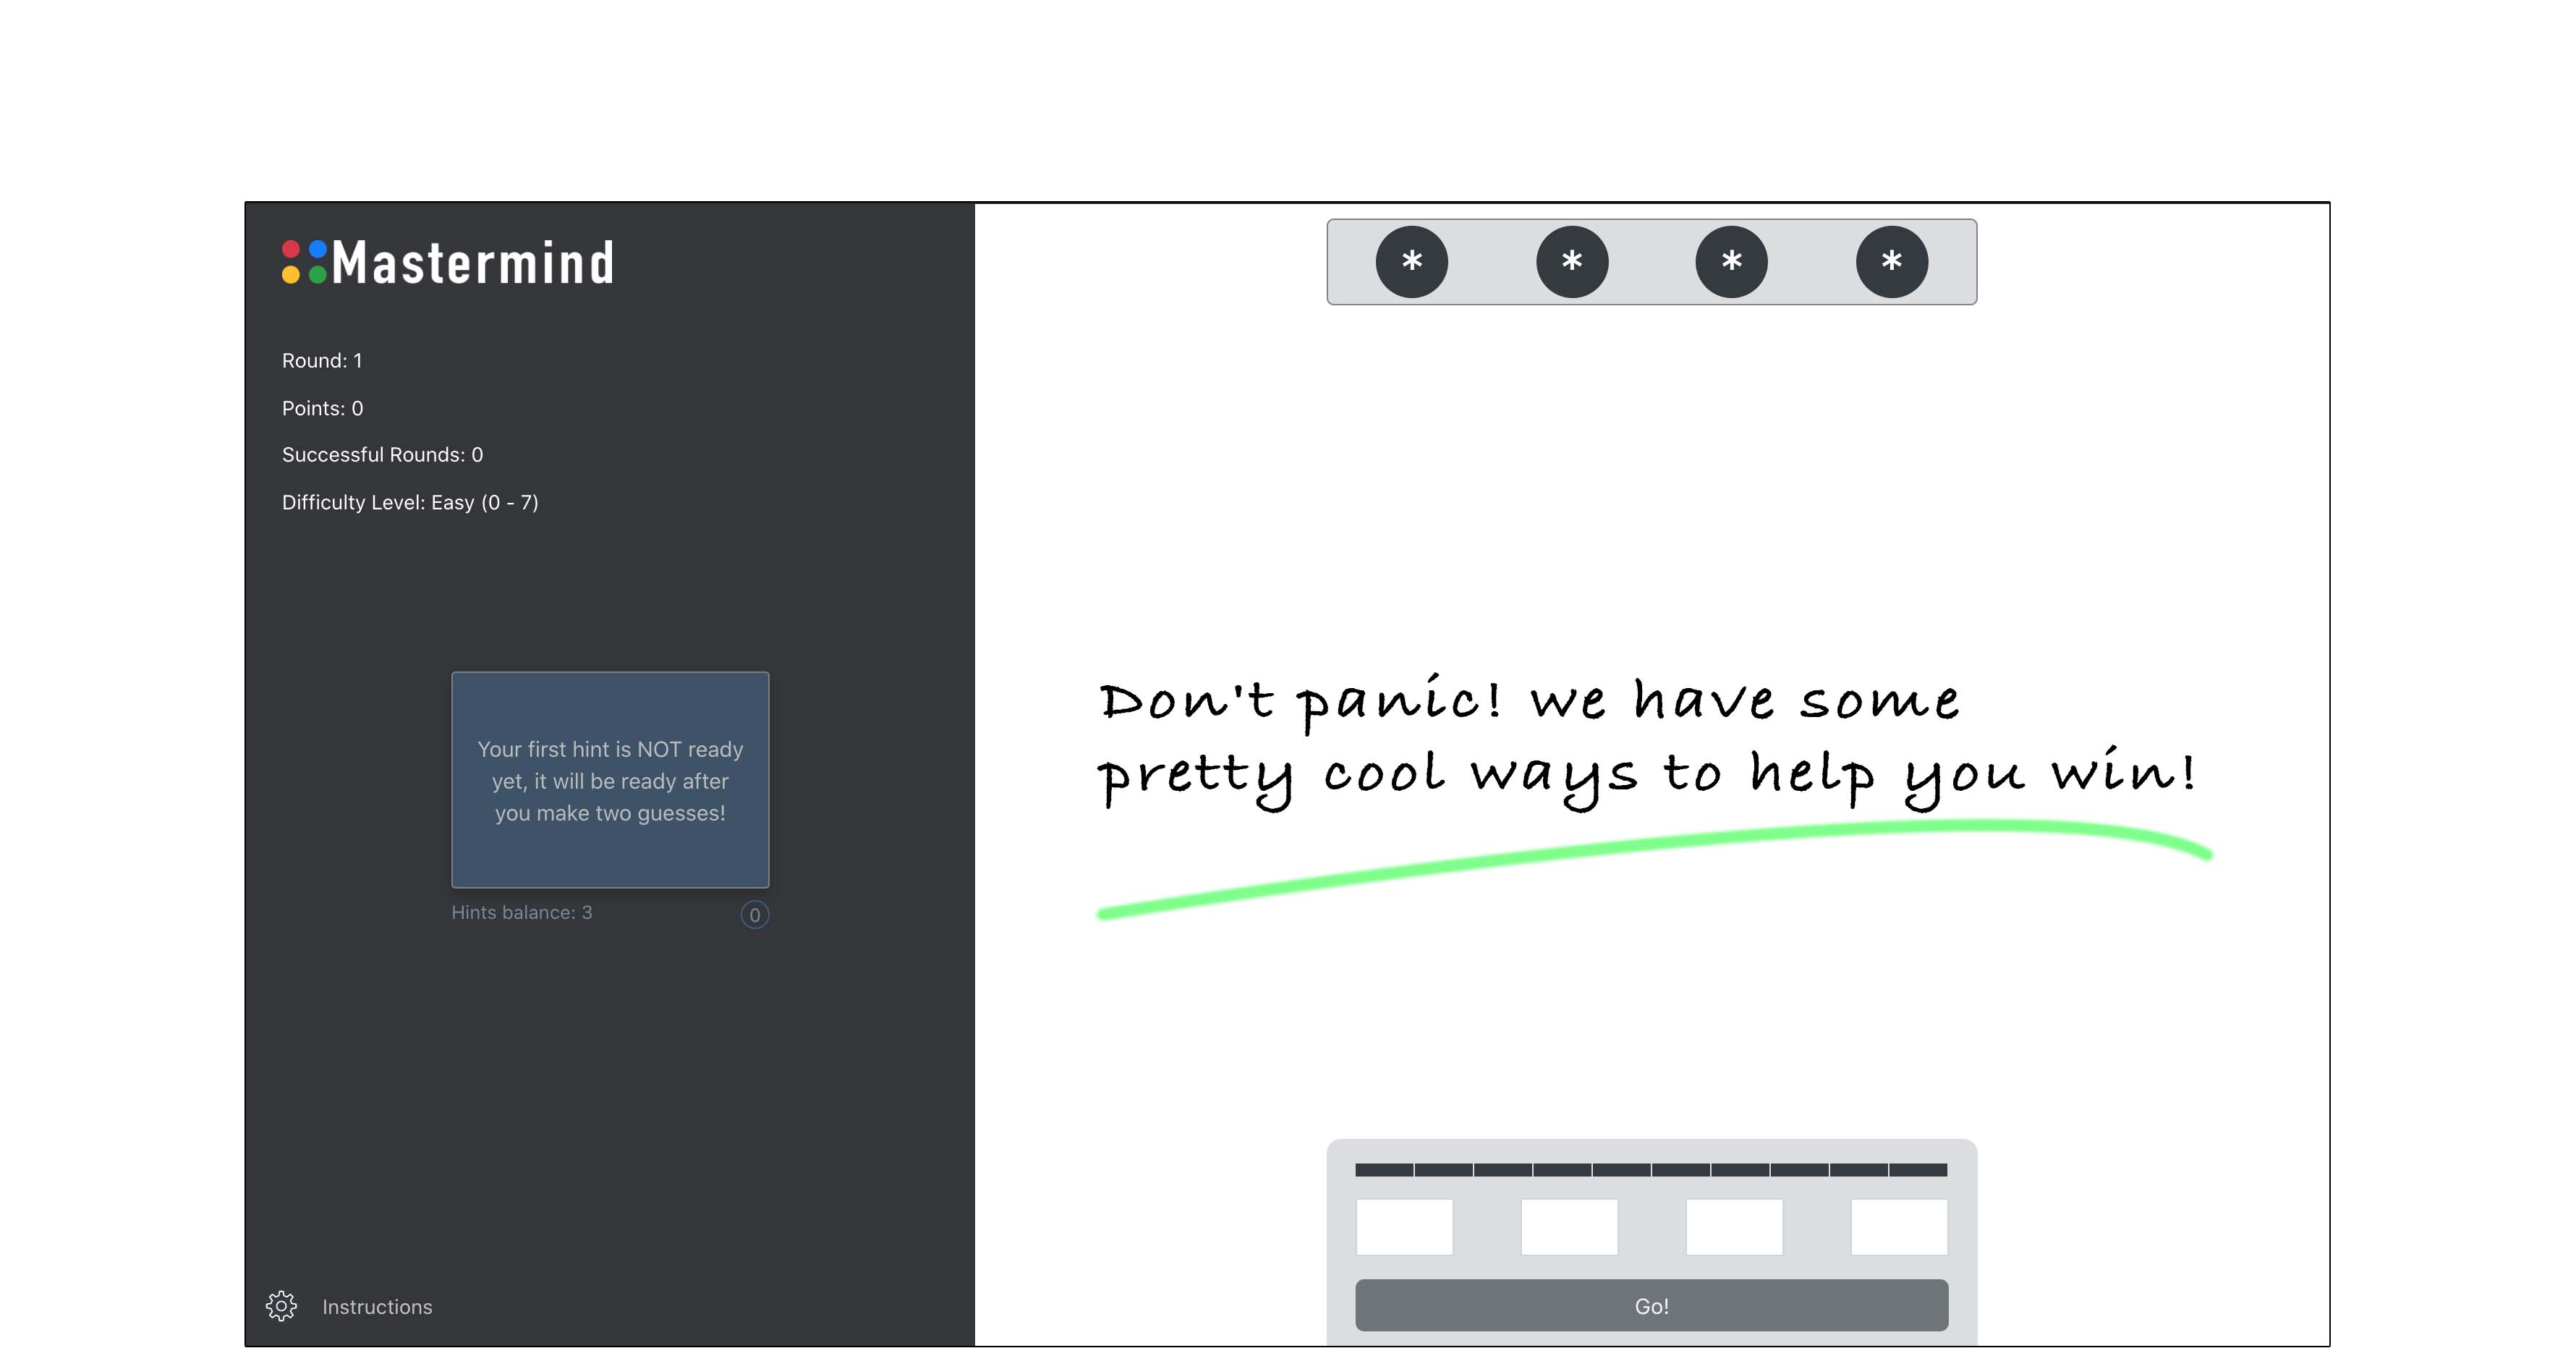 Mastermind
Round: 1
Points: 0
Successful Rounds: 0
Difficulty Level: Easy (0 - 7)
Your first hint is NOT ready
yet, it will be ready after
you make two guesses!
Hints balance: 3
0
Instructions
* * * *
Don't panic! we have some
pretty cool ways to help you win!
Go!